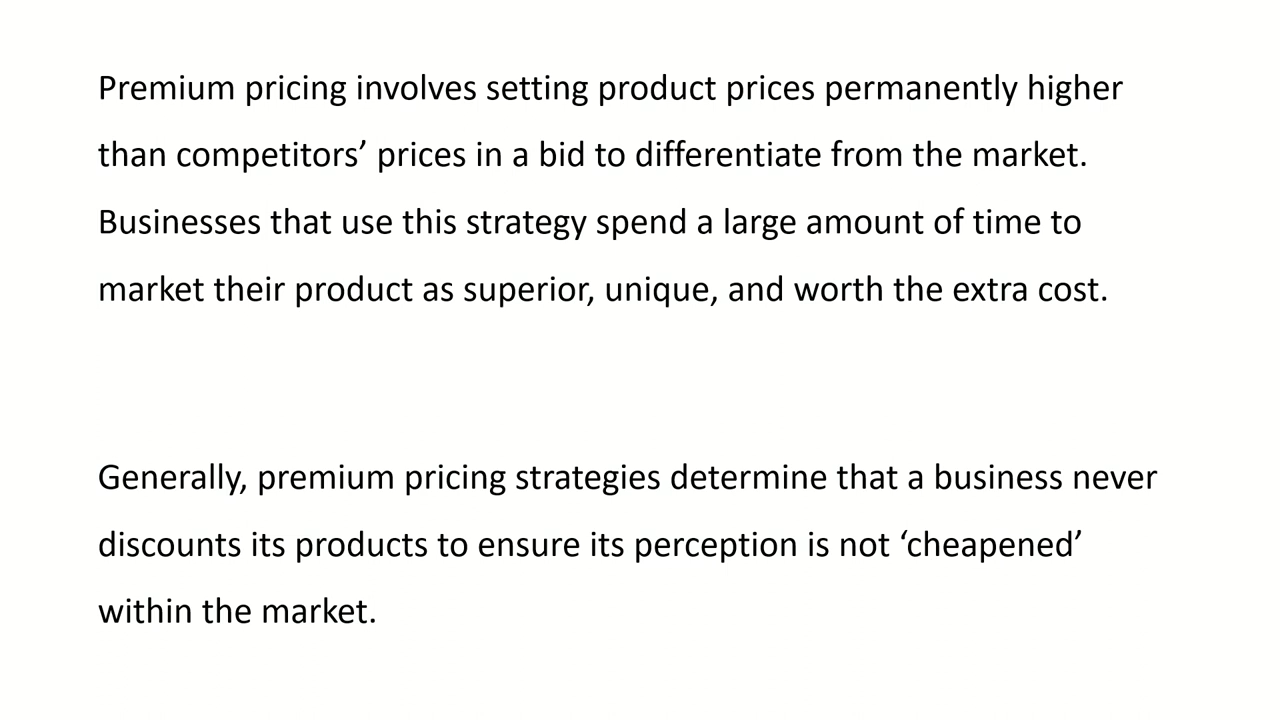 Premium pricing involves setting product prices permanently higher
than competitors’ prices in a bid to differentiate from the market.
Businesses that use this strategy spend a large amount of time to
market their product as superior, unique, and worth the extra cost.
Generally, premium pricing strategies determine that a business never
discounts its products to ensure its perception is not ‘cheapened’
within the market.